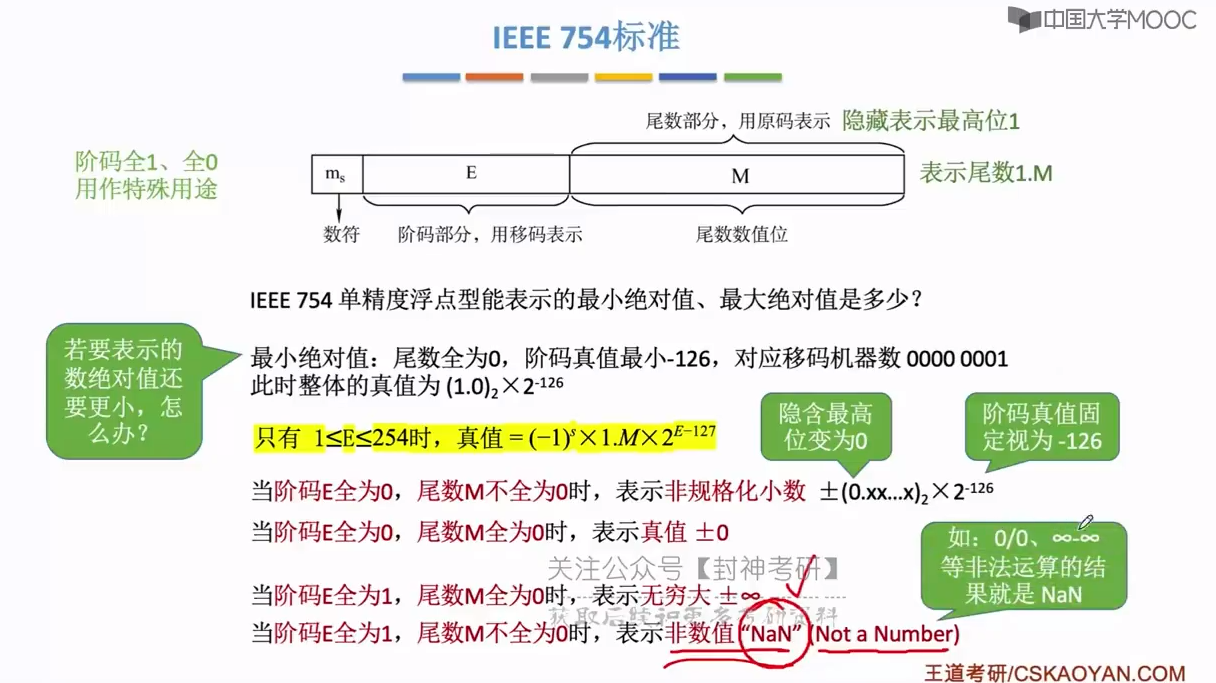 中国大学MOOC
IEEE 754标准
尾数部分，用原码表示 隐藏表示最高位1
阶码全1、全0
用作特殊用途
mₛ E M
表示尾数1.M
数符 阶码部分，用移码表示 尾数数值位
IEEE 754 单精度浮点型能表示的最小绝对值、最大绝对值是多少？
若要表示的
数绝对值还
要更小，怎
么办？
最小绝对值：尾数全为0，阶码真值最小-126，对应移码机器数 0000 0001
此时整体的真值为 (1.0)₂×2⁻¹²⁶
隐含最高
位变为0
阶码真值固
定视为 -126
只有 1≤E≤254时，真值 = (−1)ˢ×1.M×2ᴱ⁻¹²⁷
当阶码E全为0，尾数M不全为0时，表示非规格化小数 ±(0.xx…x)₂×2⁻¹²⁶
当阶码E全为0，尾数M全为0时，表示真值 ±0
如：0/0、∞-∞
等非法运算的结
果就是 NaN
关注公众号【封神考研】
当阶码E全为1，尾数M全为0时，表示无穷大 ±∞
获取后续和更多考研资料
当阶码E全为1，尾数M不全为0时，表示非数值 “NaN” (Not a Number)
王道考研/CSKAOYAN.COM